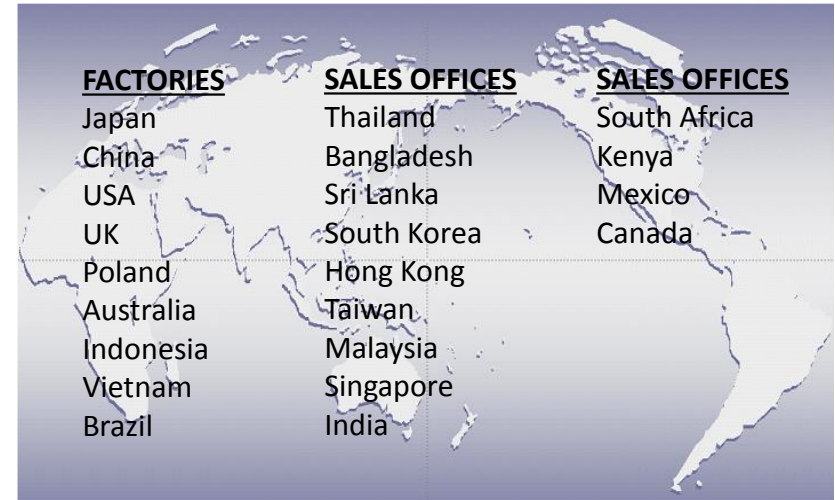 FACTORIES
Japan
China
USA
UK
Poland
Australia
Indonesia
Vietnam
Brazil
SALES OFFICES
Thailand
Bangladesh
Sri Lanka
South Korea
Hong Kong
Taiwan
Malaysia
Singapore
India
SALES OFFICES
South Africa
Kenya
Mexico
Canada